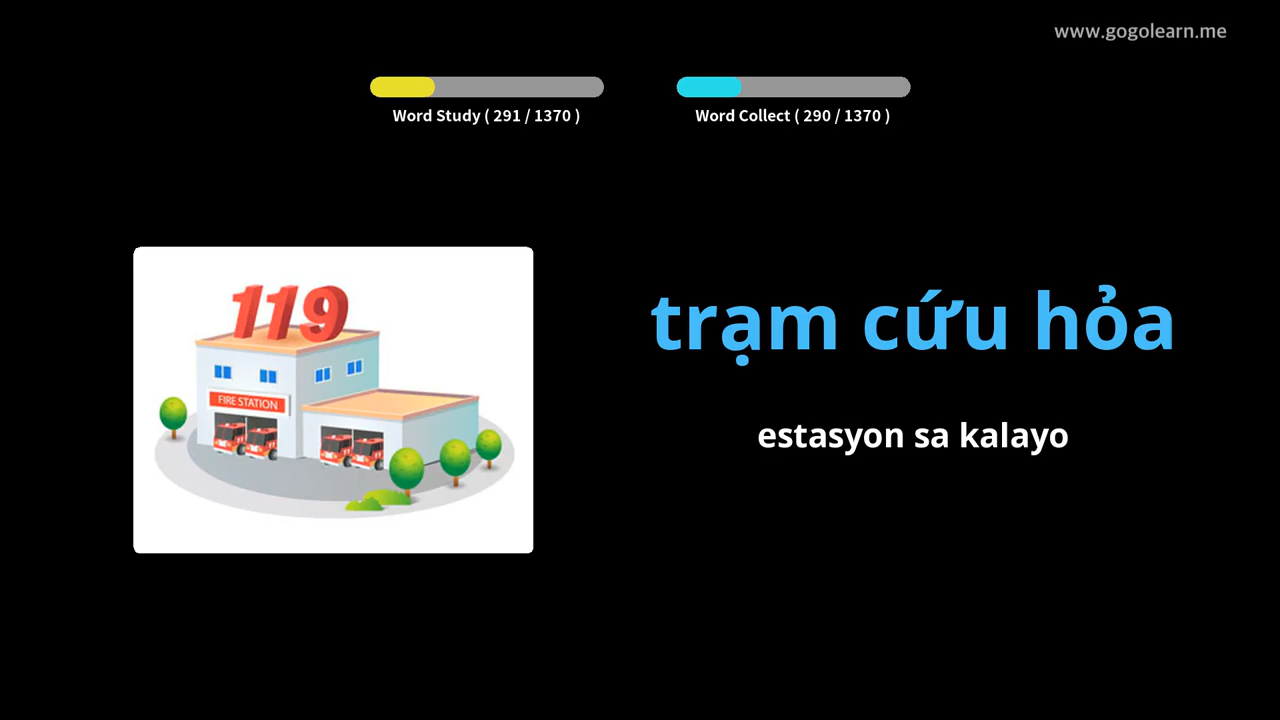 www.gogolearn.me
Word Study ( 291 / 1370 )
Word Collect ( 290 / 1370 )
119
FIRE STATION
trạm cứu hỏa
estasyon sa kalayo